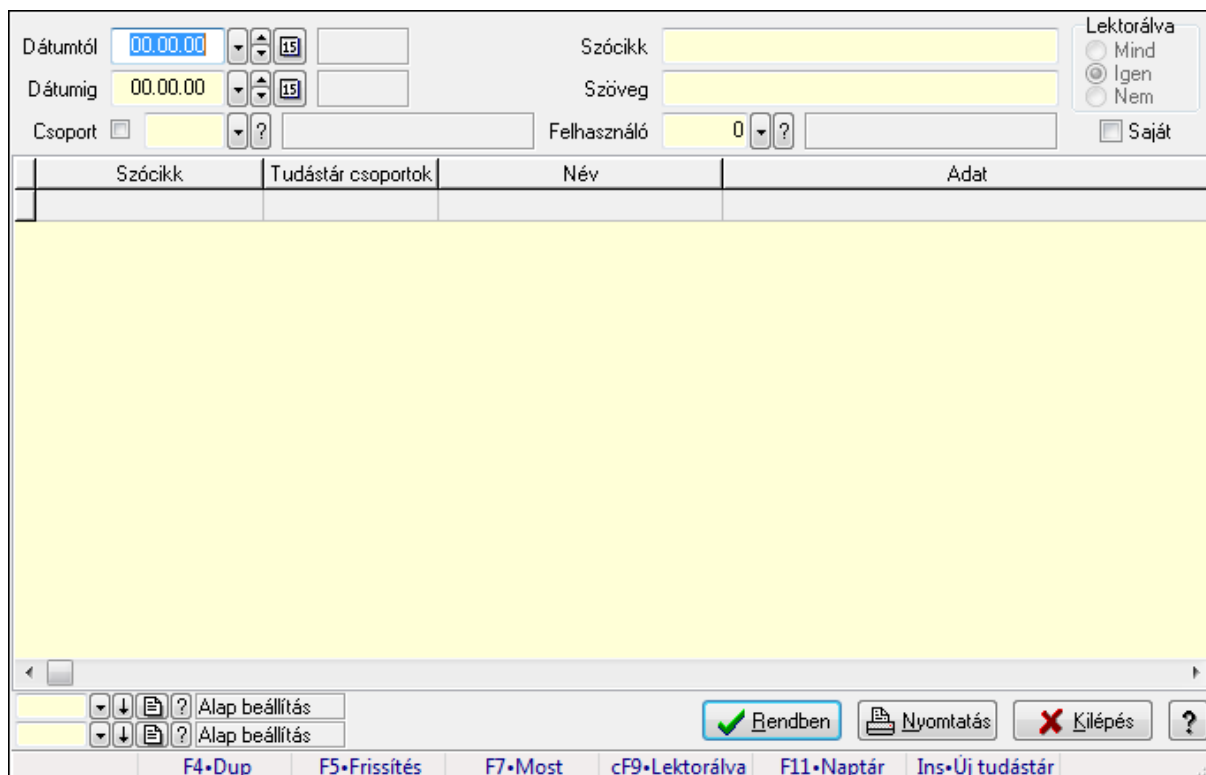 Dátumtól 00.00.00 15 Szócikk Lektorálva
Mind
Dátumig 00.00.00 15 Szöveg Igen
Nem
Csoport ? Felhasználó 0 ? Saját
Szócikk Tudástár csoportok Név Adat
? Alap beállítás
? Alap beállítás
Rendben Nyomtatás Kilépés ?
F4•Dup F5•Frissítés F7•Most cF9•Lektorálva F11•Naptár Ins•Új tudástár